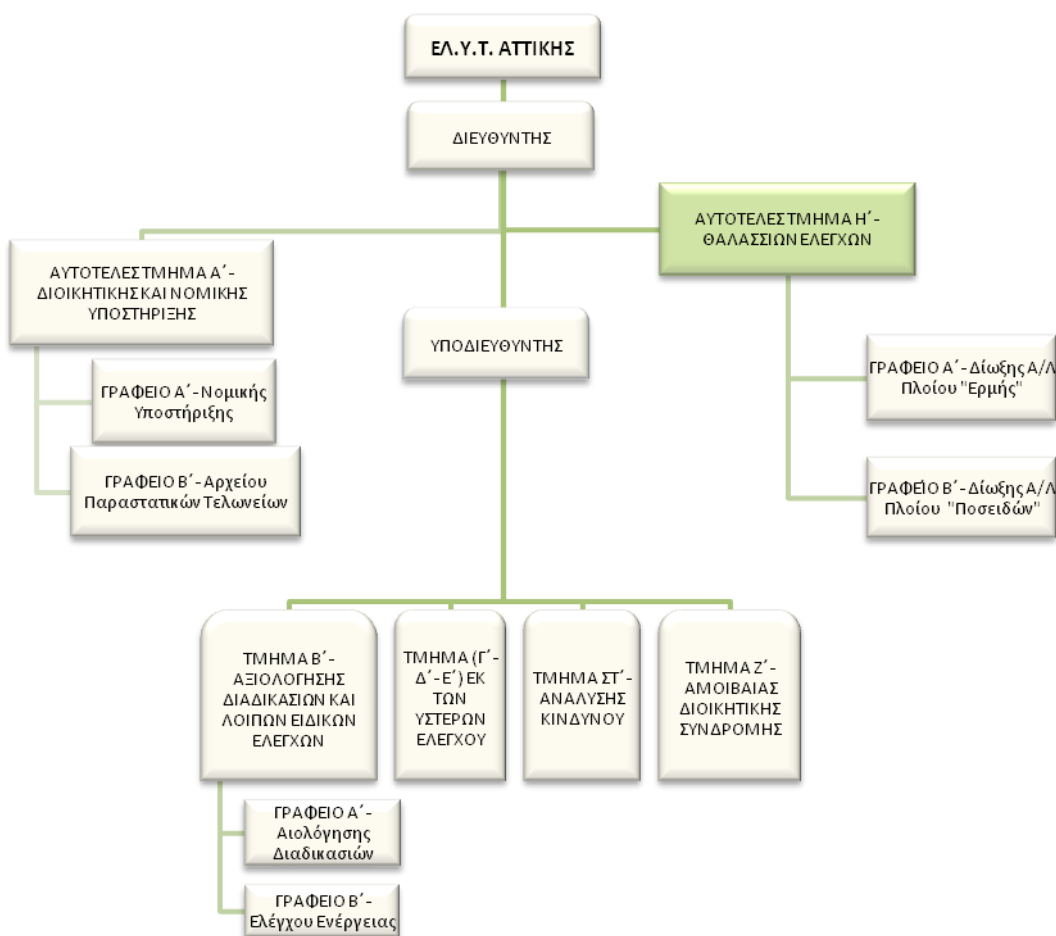 ΕΛ.Υ.Τ. ΑΤΤΙΚΗΣ
ΔΙΕΥΘΥΝΤΗΣ
ΑΥΤΟΤΕΛΕΣ ΤΜΗΜΑ Η΄-
ΘΑΛΑΣΣΙΩΝ ΕΛΕΓΧΩΝ
ΑΥΤΟΤΕΛΕΣ ΤΜΗΜΑ Α΄-
ΔΙΟΙΚΗΤΙΚΗΣ ΚΑΙ ΝΟΜΙΚΗΣ
ΥΠΟΣΤΗΡΙΞΗΣ
ΥΠΟΔΙΕΥΘΥΝΤΗΣ
ΓΡΑΦΕΙΟ Α΄- Νομικής
Υποστήριξης
ΓΡΑΦΕΙΟ Β΄- Αρχείου
Παραστατικών Τελωνείων
ΓΡΑΦΕΙΟ Α΄- Δίωξης Α/Λ
Πλοίου "Ερμής"
ΓΡΑΦΕΙΟ Β΄- Δίωξης Α/Λ
Πλοίου "Ποσειδών"
ΤΜΗΜΑ Β΄-
ΑΞΙΟΛΟΓΗΣΗΣ
ΔΙΑΔΙΚΑΣΙΩΝ ΚΑΙ
ΛΟΙΠΩΝ ΕΙΔΙΚΩΝ
ΕΛΕΓΧΩΝ
ΤΜΗΜΑ (Γ΄-
Δ΄- Ε΄) ΕΚ
ΤΩΝ
ΥΣΤΕΡΩΝ
ΕΛΕΓΧΟΥ
ΤΜΗΜΑ ΣΤ΄-
ΑΝΑΛΥΣΗΣ
ΚΙΝΔΥΝΟΥ
ΤΜΗΜΑ Ζ΄-
ΑΜΟΙΒΑΙΑΣ
ΔΙΟΙΚΗΤΙΚΗΣ
ΣΥΝΔΡΟΜΗΣ
ΓΡΑΦΕΙΟ Α΄-
Αιολόγησης
Διαδικασιών
ΓΡΑΦΕΙΟ Β΄-
Ελέγχου Ενέργειας